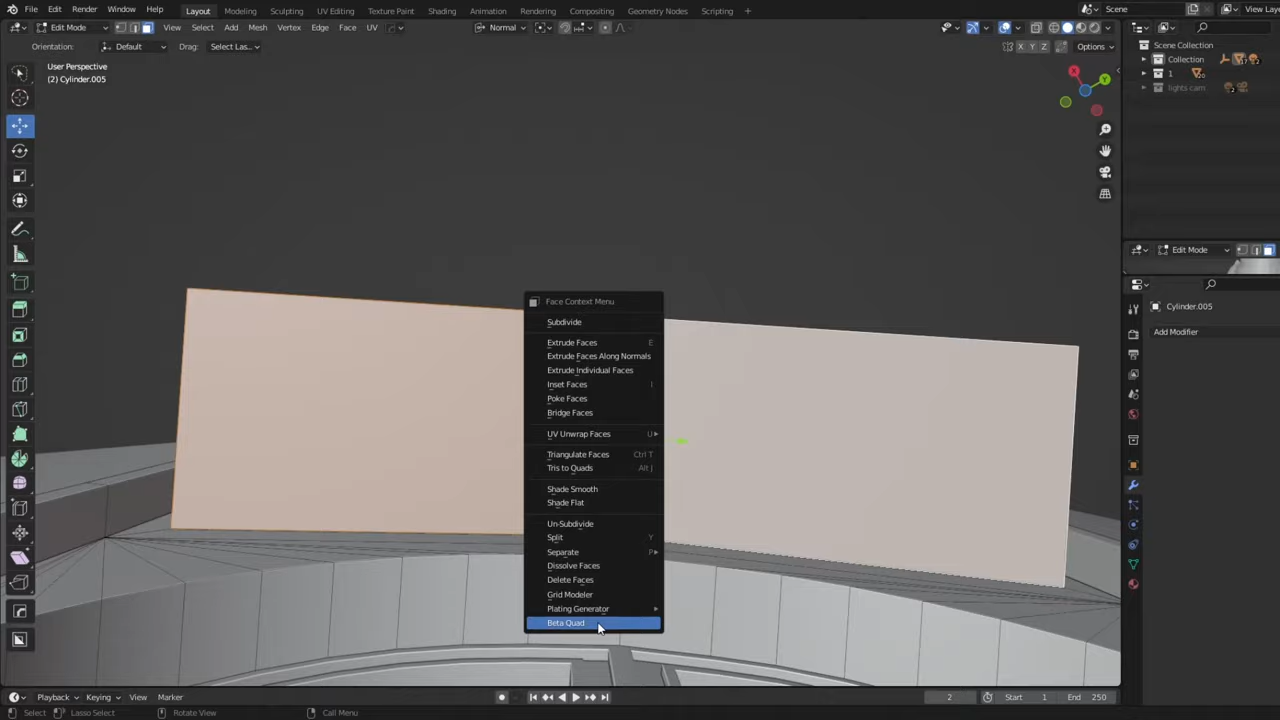 File Edit Render Window Help Layout Modeling Sculpting UV Editing Texture Paint Shading Animation Rendering Compositing Geometry Nodes Scripting + Scene View Laye
Edit Mode View Select Add Mesh Vertex Edge Face UV Normal
Orientation: Default Drag: Select Las... X Y Z Options
Scene Collection
Collection
1
lights cam
User Perspective
(2) Cylinder.005
X
Y
Edit Mode
Cylinder.005
Add Modifier
Face Context Menu
Subdivide
Extrude Faces E
Extrude Faces Along Normals
Extrude Individual Faces
Inset Faces I
Poke Faces
Bridge Faces
UV Unwrap Faces U
Triangulate Faces Ctrl T
Tris to Quads Alt J
Shade Smooth
Shade Flat
Un-Subdivide
Split Y
Separate P
Dissolve Faces
Delete Faces
Grid Modeler
Plating Generator
Beta Quad
Playback Keying View Marker 2 Start 1 End 250
Select Lasso Select Rotate View Call Menu